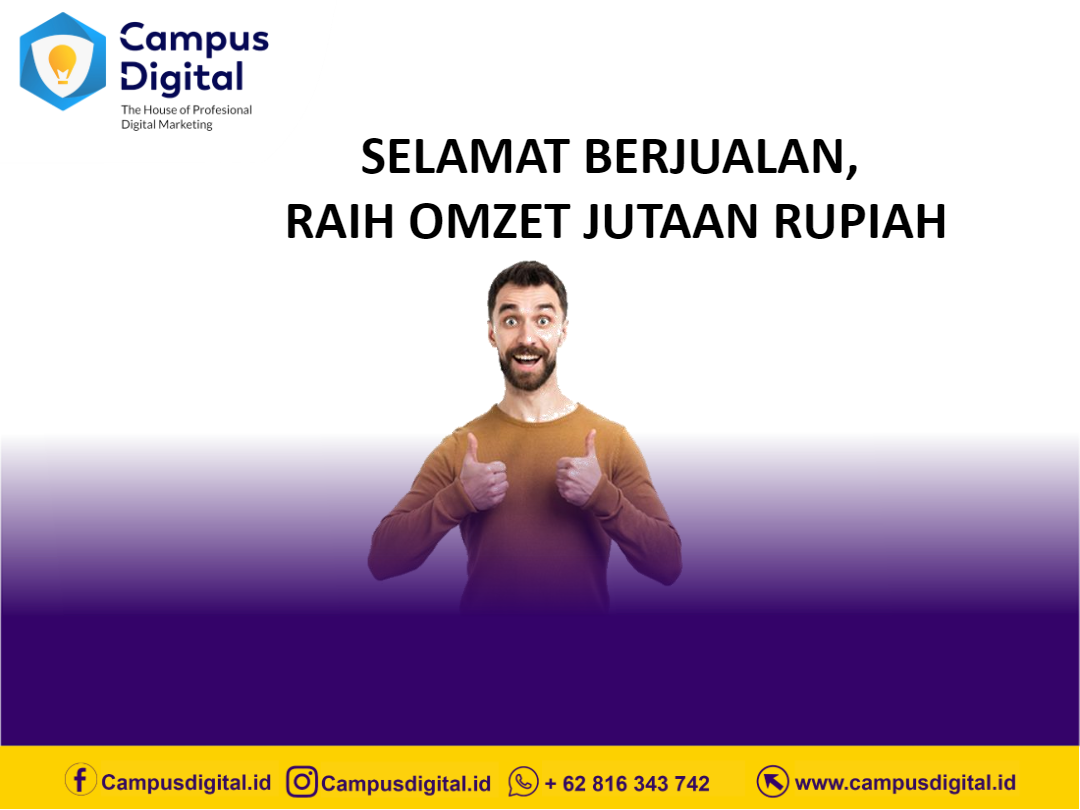 Campus
Digital
The House of Profesional
Digital Marketing
SELAMAT BERJUALAN,
RAIH OMZET JUTAAN RUPIAH
Campusdigital.id
Campusdigital.id
+ 62 816 343 742
www.campusdigital.id